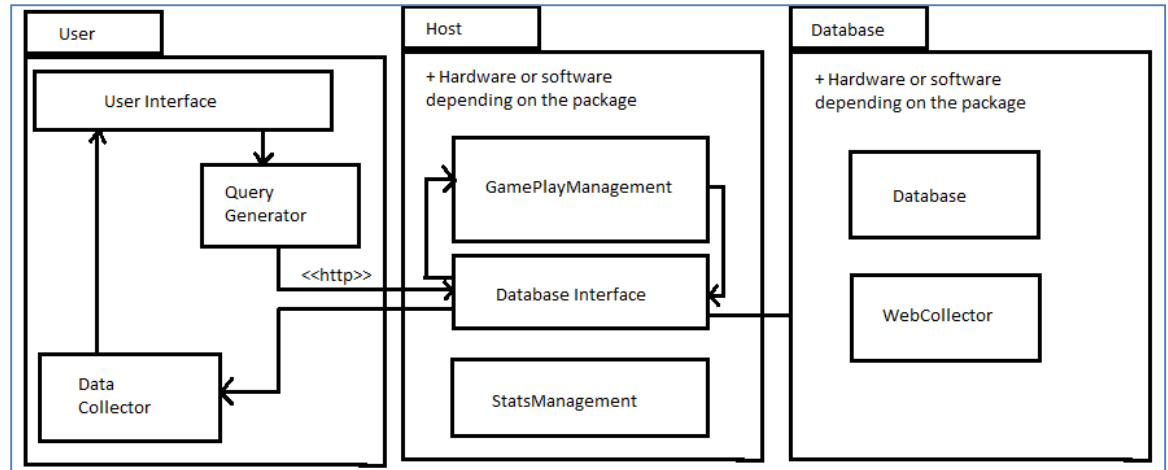 User
User Interface
Query
Generator
<<http>>
Data
Collector
Host
+ Hardware or software
depending on the package
GamePlayManagement
Database Interface
StatsManagement
Database
+ Hardware or software
depending on the package
Database
WebCollector